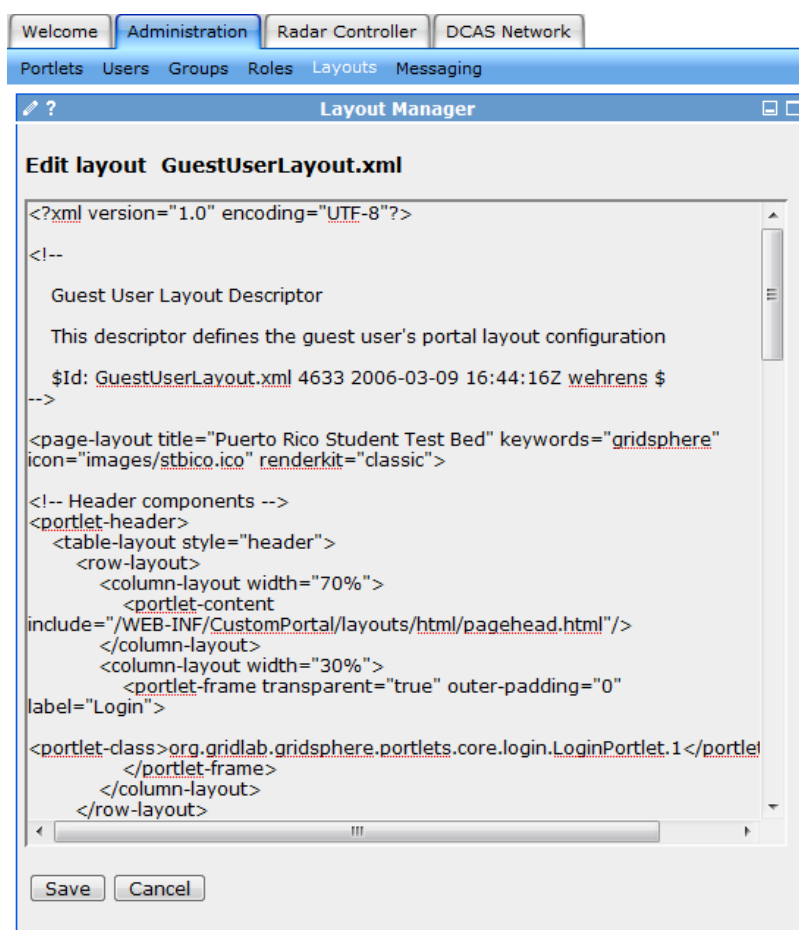 Welcome Administration Radar Controller DCAS Network
Portlets Users Groups Roles Layouts Messaging
? Layout Manager
Edit layout GuestUserLayout.xml
<?xml version="1.0" encoding="UTF-8"?>
<!--
Guest User Layout Descriptor
This descriptor defines the guest user's portal layout configuration
$Id: GuestUserLayout.xml 4633 2006-03-09 16:44:16Z wehrens $
-->
<page-layout title="Puerto Rico Student Test Bed" keywords="gridsphere"
icon="images/stbico.ico" renderkit="classic">
<!-- Header components -->
<portlet-header>
<table-layout style="header">
<row-layout>
<column-layout width="70%">
<portlet-content
include="/WEB-INF/CustomPortal/layouts/html/pagehead.html"/>
</column-layout>
<column-layout width="30%">
<portlet-frame transparent="true" outer-padding="0"
label="Login">
<portlet-class>org.gridlab.gridsphere.portlets.core.login.LoginPortlet.1</portlet
</portlet-frame>
</column-layout>
</row-layout>
Save Cancel